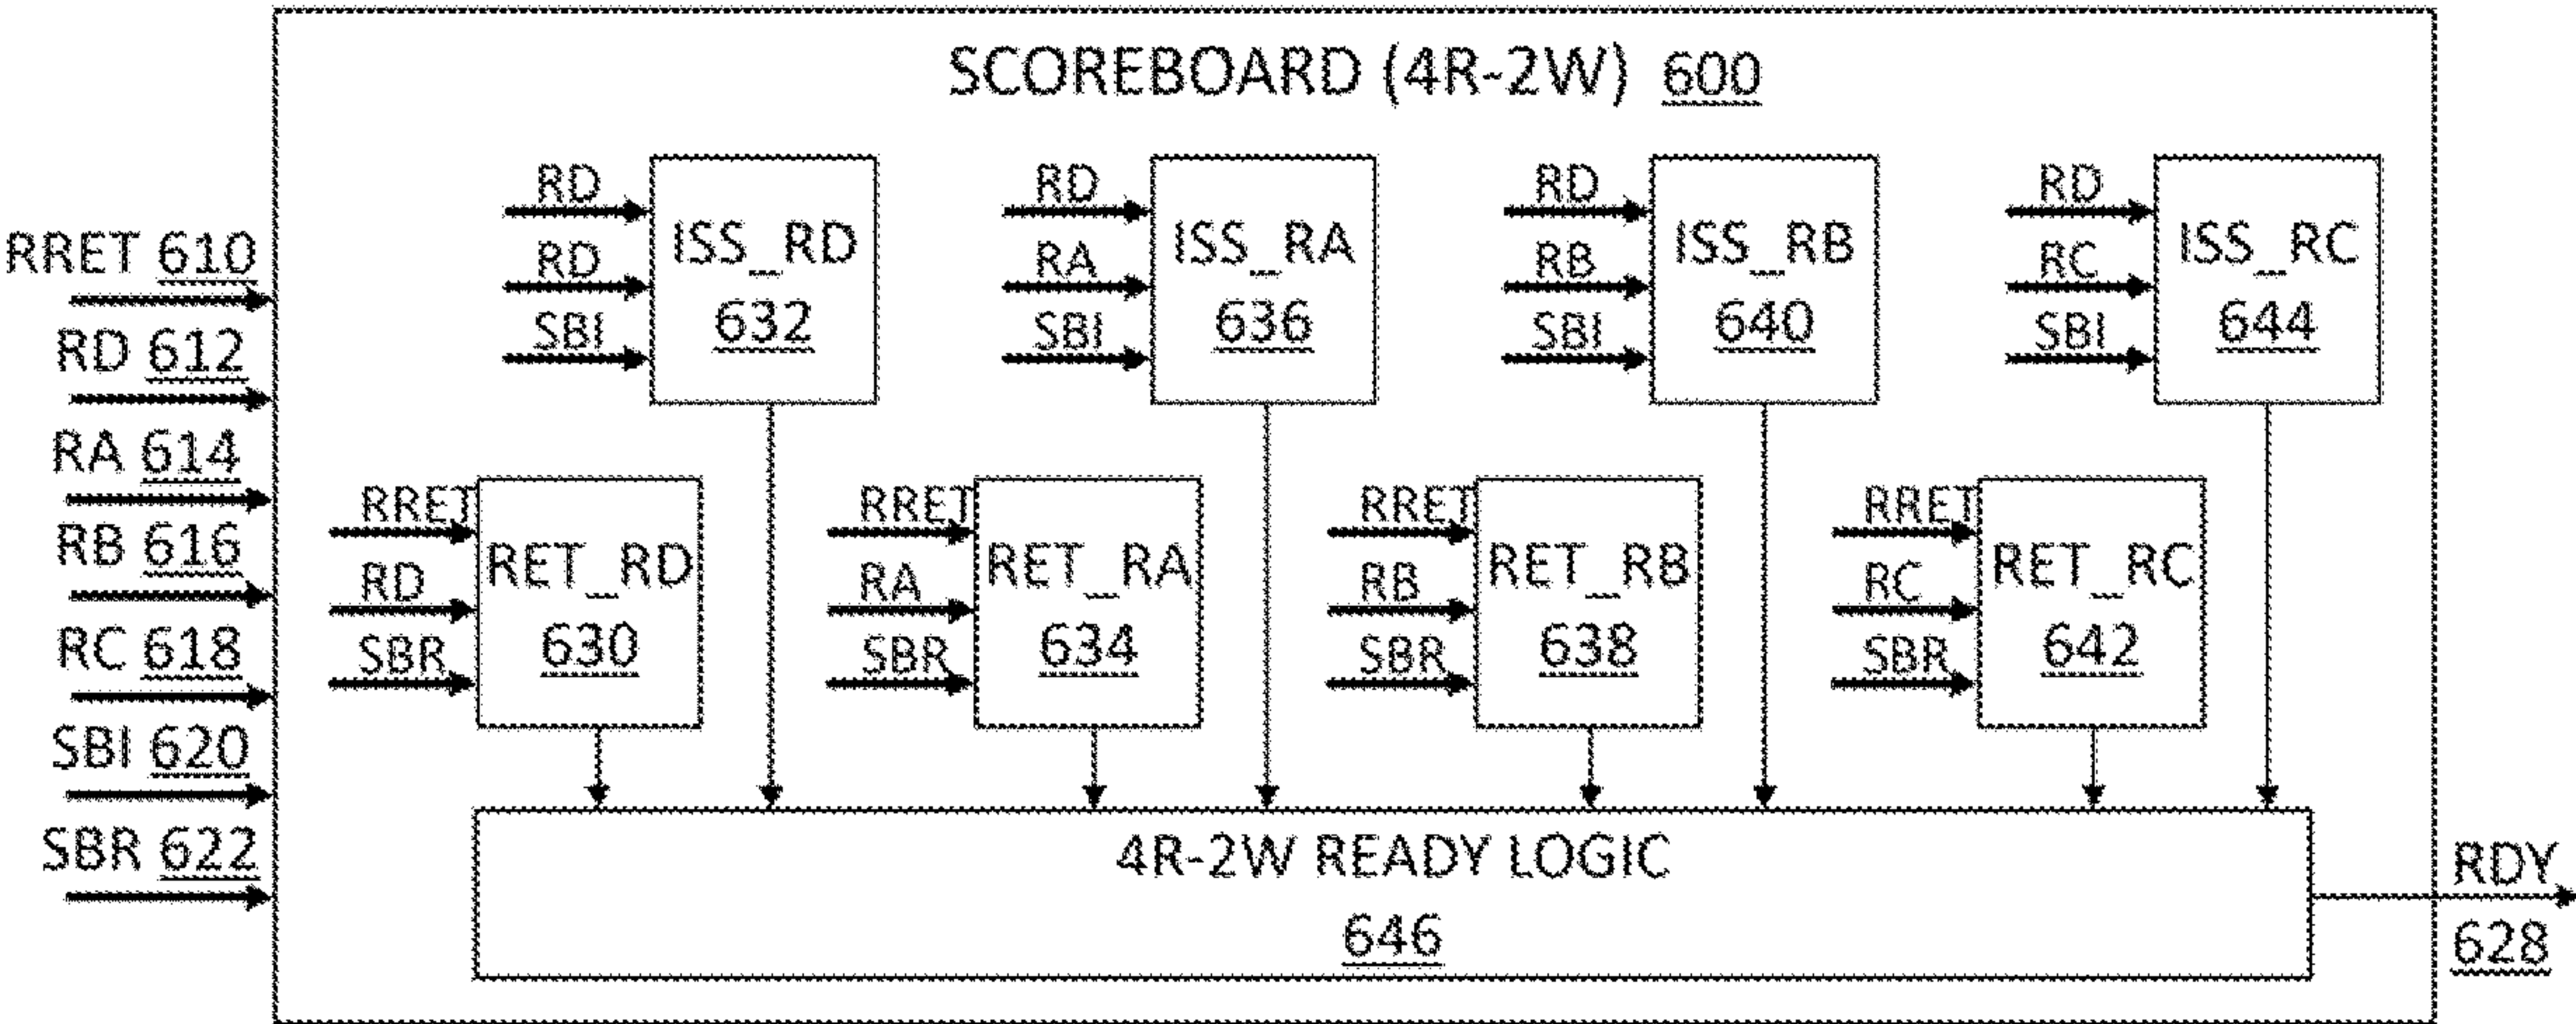 SCOREBOARD (4R-2W) 600
RRET 610
RD 612
RA 614
RB 616
RC 618
SBI 620
SBR 622
RD
RD
SBI
ISS_RD
632
RD
RA
SBI
ISS_RA
636
RD
RB
SBI
ISS_RB
640
RD
RC
SBI
ISS_RC
644
RRET
RD
SBR
RET_RD
630
RRET
RA
SBR
RET_RA
634
RRET
RB
SBR
RET_RB
638
RRET
RC
SBR
RET_RC
642
4R-2W READY LOGIC
646
RDY
628